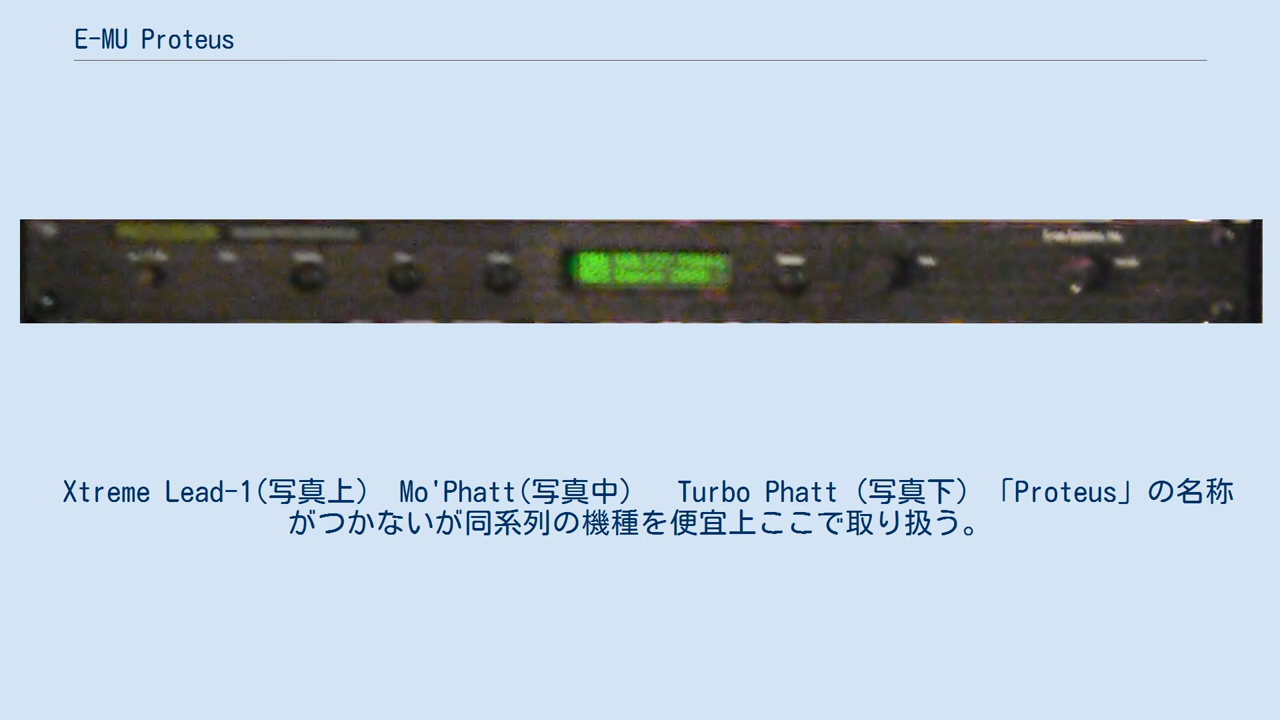 E-MU Proteus
Xtreme Lead-1(写真上)　Mo'Phatt(写真中)　 Turbo Phatt (写真下) 「Proteus」の名称
がつかないが同系列の機種を便宜上ここで取り扱う。